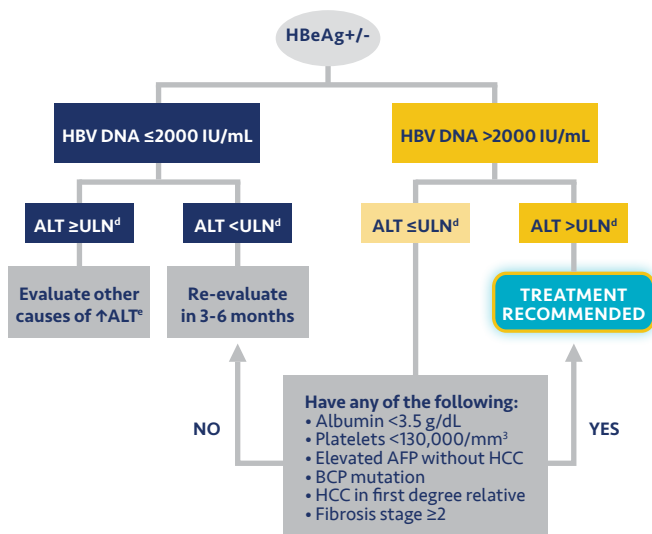 HBeAg+/-
HBV DNA ≤2000 IU/mL
HBV DNA >2000 IU/mL
ALT ≥ULNᵈ
ALT <ULNᵈ
ALT ≤ULNᵈ
ALT >ULNᵈ
Evaluate other
causes of ↑ALTᵉ
Re-evaluate
in 3-6 months
TREATMENT
RECOMMENDED
NO
Have any of the following:
• Albumin <3.5 g/dL
• Platelets <130,000/mm³
• Elevated AFP without HCC
• BCP mutation
• HCC in first degree relative
• Fibrosis stage ≥2
YES